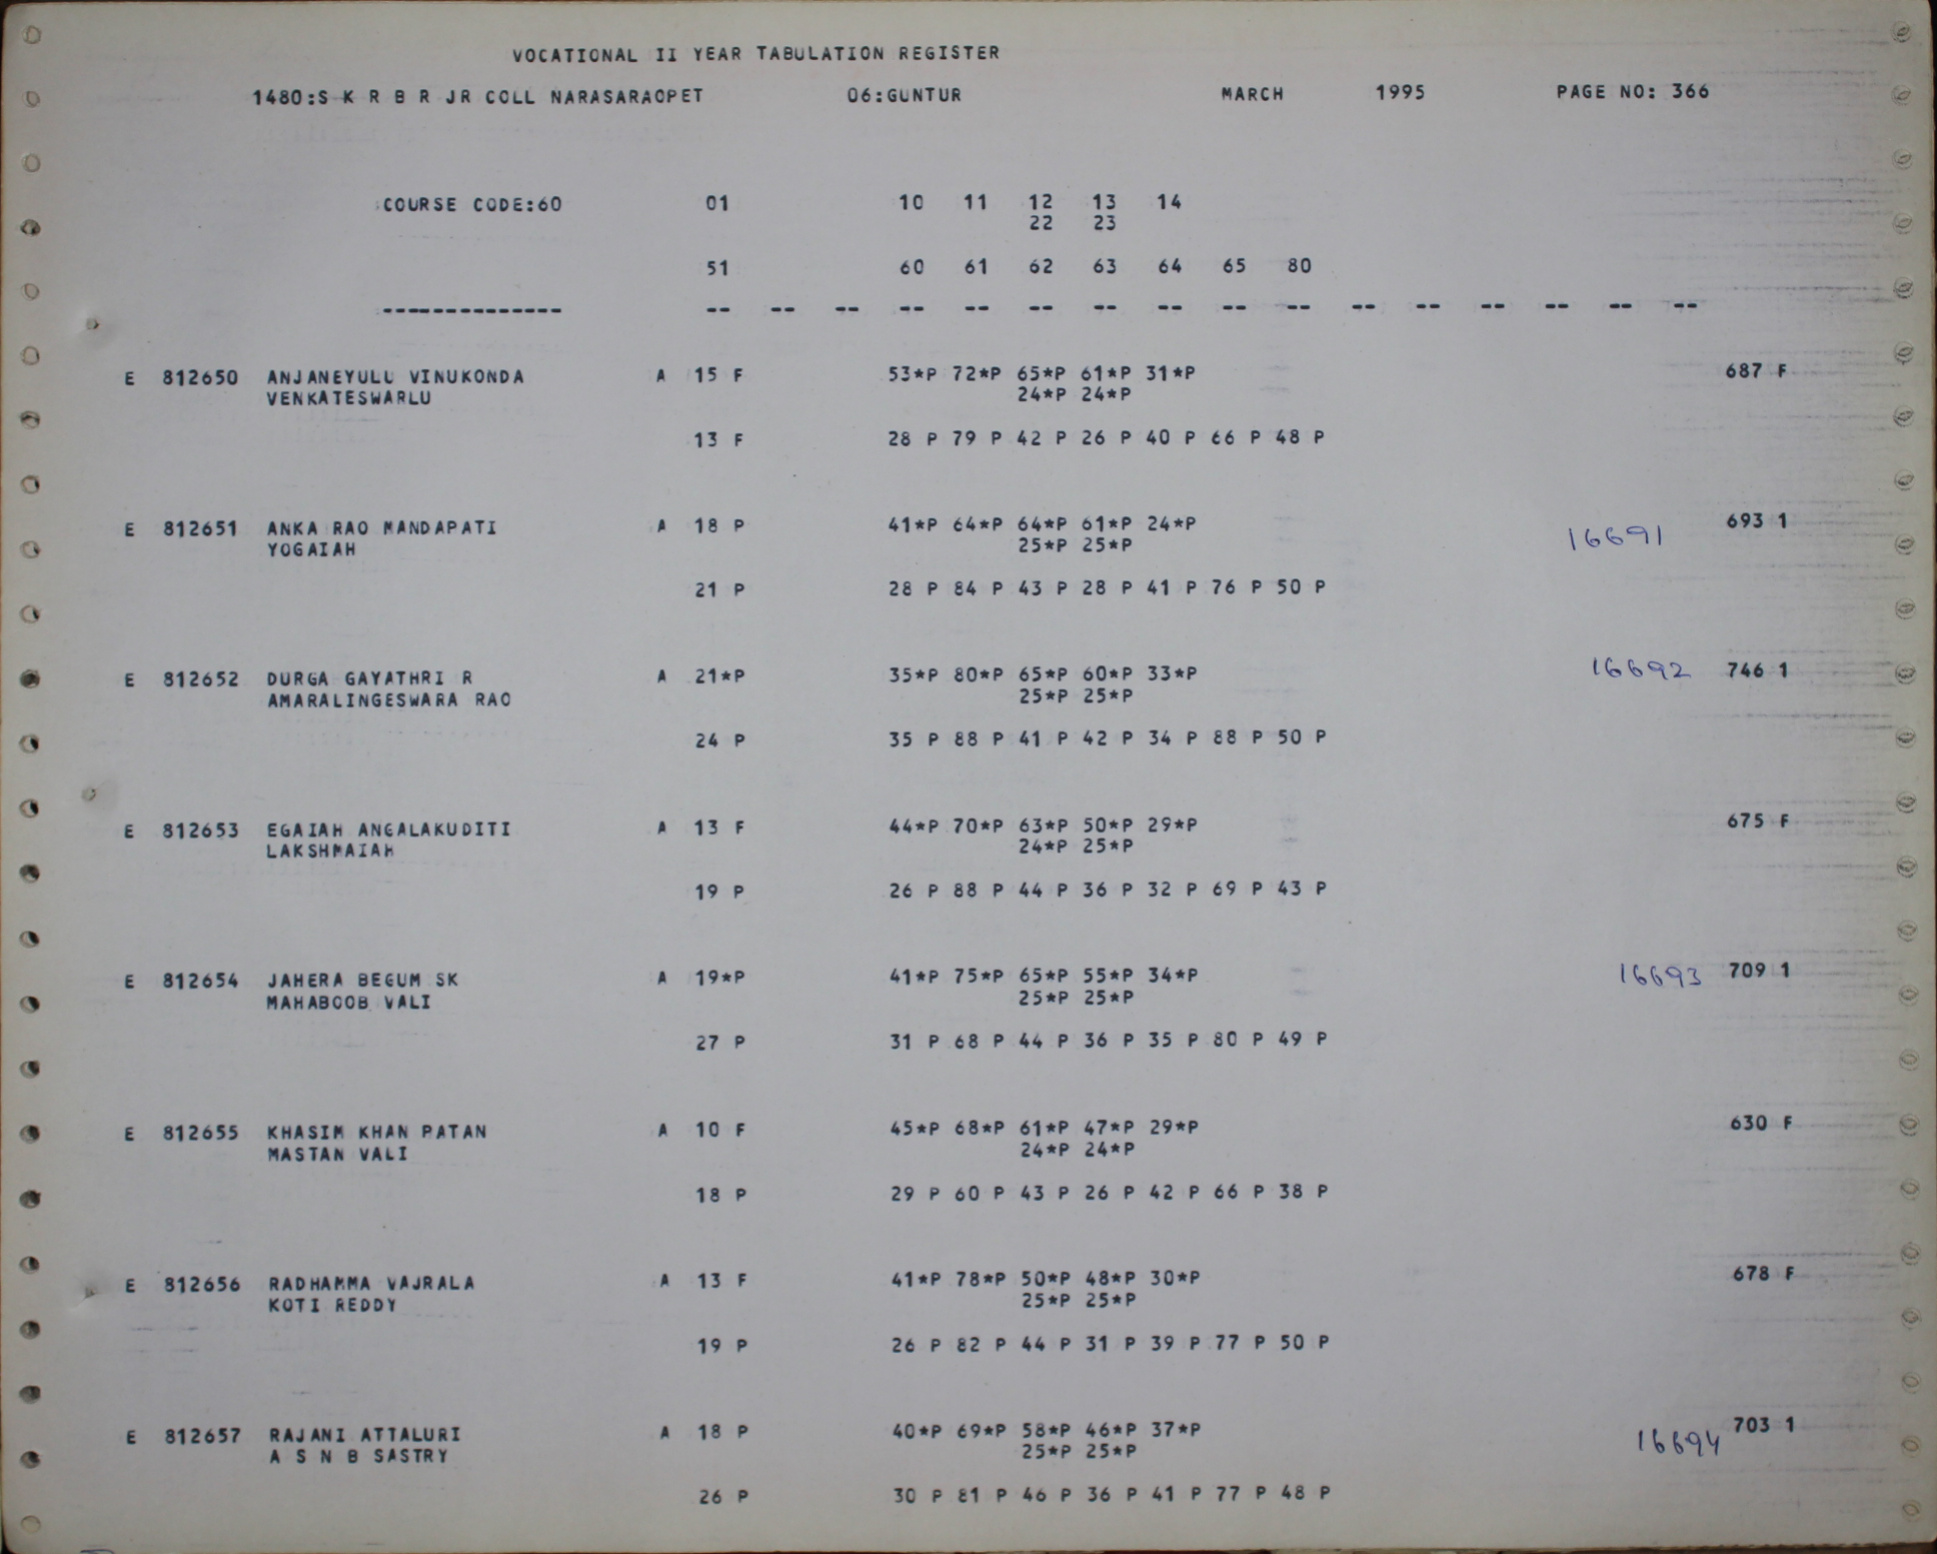 VOCATIONAL II YEAR TABULATION REGISTER
1480:S K R B R JR COLL NARASARAOPET 06:GUNTUR MARCH 1995 PAGE NO: 366
COURSE CODE:60 01 10 11 12 13 14
22 23
51 60 61 62 63 64 65 80
-------------- -- -- -- -- -- -- -- -- -- -- -- -- -- -- -- --
E 812650 ANJANEYULU VINUKONDA A 15 F 53*P 72*P 65*P 61*P 31*P 687 F
VENKATESWARLU 24*P 24*P
13 F 28 P 79 P 42 P 26 P 40 P 66 P 48 P
E 812651 ANKA RAO MANDAPATI A 18 P 41*P 64*P 64*P 61*P 24*P 16691 693 1
YOGAIAH 25*P 25*P
21 P 28 P 84 P 43 P 28 P 41 P 76 P 50 P
E 812652 DURGA GAYATHRI R A 21*P 35*P 80*P 65*P 60*P 33*P 16692 746 1
AMARALINGESWARA RAO 25*P 25*P
24 P 35 P 88 P 41 P 42 P 34 P 88 P 50 P
E 812653 EGAIAH ANGALAKUDITI A 13 F 44*P 70*P 63*P 50*P 29*P 675 F
LAKSHMAIAH 24*P 25*P
19 P 26 P 88 P 44 P 36 P 32 P 69 P 43 P
E 812654 JAHERA BEGUM SK A 19*P 41*P 75*P 65*P 55*P 34*P 16693 709 1
MAHABOOB VALI 25*P 25*P
27 P 31 P 68 P 44 P 36 P 35 P 80 P 49 P
E 812655 KHASIM KHAN PATAN A 10 F 45*P 68*P 61*P 47*P 29*P 630 F
MASTAN VALI 24*P 24*P
18 P 29 P 60 P 43 P 26 P 42 P 66 P 38 P
E 812656 RADHAMMA VAJRALA A 13 F 41*P 78*P 50*P 48*P 30*P 678 F
KOTI REDDY 25*P 25*P
19 P 26 P 82 P 44 P 31 P 39 P 77 P 50 P
E 812657 RAJANI ATTALURI A 18 P 40*P 69*P 58*P 46*P 37*P 16694 703 1
A S N B SASTRY 25*P 25*P
26 P 30 P 81 P 46 P 36 P 41 P 77 P 48 P